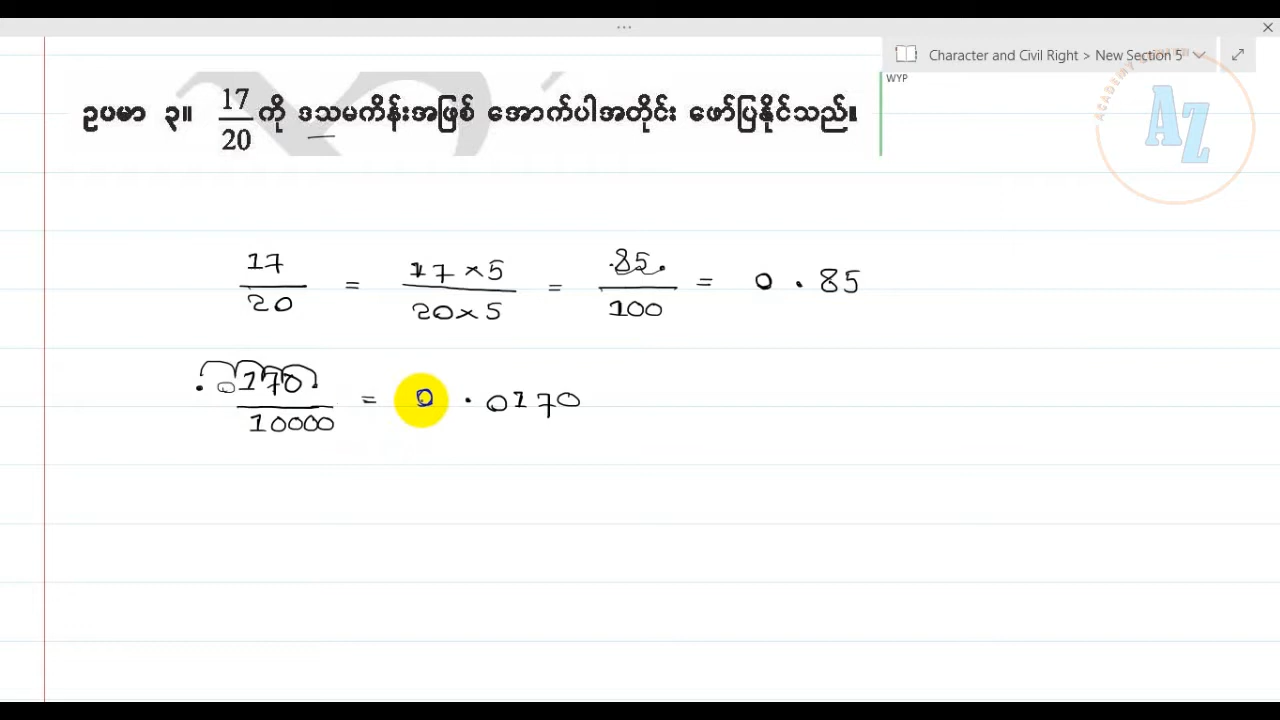 Character and Civil Right > New Section 5
WYP
ACADEMY
AZ
ဥပမာ ၃။ 17/20 ကို ဒသမကိန်းအဖြစ် အောက်ပါအတိုင်း ဖော်ပြနိုင်သည်။
17/20 = 17 × 5/20 × 5 = .85./100 = 0 . 85
.0170./10000 = 0 . 0170